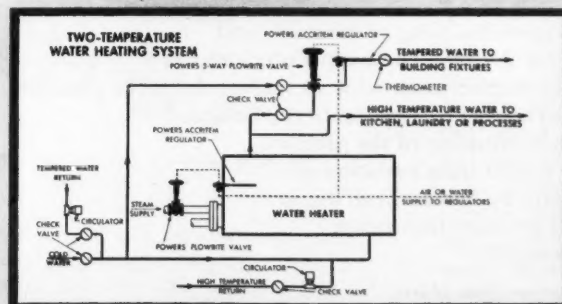 TWO-TEMPERATURE
WATER HEATING SYSTEM
POWERS ACCRITEM REGULATOR
POWERS 3-WAY FLOWRITE VALVE
TEMPERED WATER TO
BUILDING FIXTURES
THERMOMETER
CHECK VALVE
HIGH TEMPERATURE WATER TO
KITCHEN, LAUNDRY OR PROCESSES
POWERS ACCRITEM
REGULATOR
TEMPERED WATER
RETURN
STEAM
SUPPLY
AIR OR WATER
SUPPLY TO REGULATORS
CIRCULATOR
WATER HEATER
CHECK
VALVE
POWERS FLOWRITE VALVE
COLD
WATER
CIRCULATOR
HIGH TEMPERATURE
RETURN
CHECK VALVE